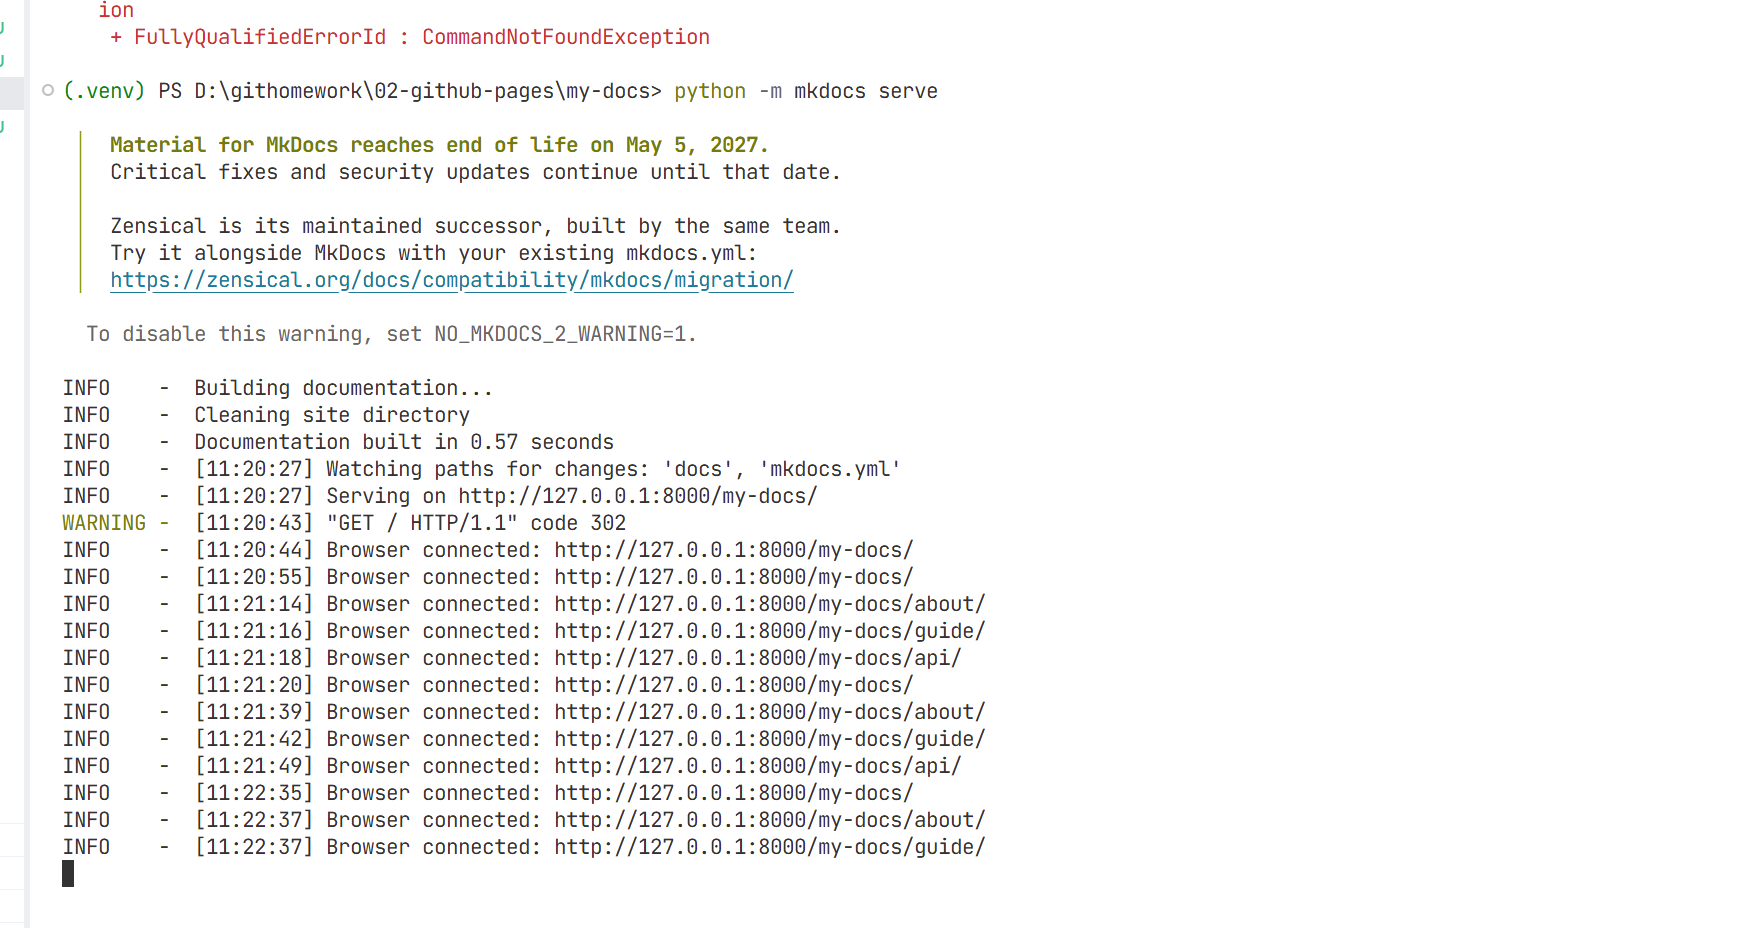 ion
+ FullyQualifiedErrorId : CommandNotFoundException
(.venv) PS D:\githomework\02-github-pages\my-docs> python -m mkdocs serve
Material for MkDocs reaches end of life on May 5, 2027.
Critical fixes and security updates continue until that date.
Zensical is its maintained successor, built by the same team.
Try it alongside MkDocs with your existing mkdocs.yml:
https://zensical.org/docs/compatibility/mkdocs/migration/
To disable this warning, set NO_MKDOCS_2_WARNING=1.
INFO    -  Building documentation...
INFO    -  Cleaning site directory
INFO    -  Documentation built in 0.57 seconds
INFO    -  [11:20:27] Watching paths for changes: 'docs', 'mkdocs.yml'
INFO    -  [11:20:27] Serving on http://127.0.0.1:8000/my-docs/
WARNING -  [11:20:43] "GET / HTTP/1.1" code 302
INFO    -  [11:20:44] Browser connected: http://127.0.0.1:8000/my-docs/
INFO    -  [11:20:55] Browser connected: http://127.0.0.1:8000/my-docs/
INFO    -  [11:21:14] Browser connected: http://127.0.0.1:8000/my-docs/about/
INFO    -  [11:21:16] Browser connected: http://127.0.0.1:8000/my-docs/guide/
INFO    -  [11:21:18] Browser connected: http://127.0.0.1:8000/my-docs/api/
INFO    -  [11:21:20] Browser connected: http://127.0.0.1:8000/my-docs/
INFO    -  [11:21:39] Browser connected: http://127.0.0.1:8000/my-docs/about/
INFO    -  [11:21:42] Browser connected: http://127.0.0.1:8000/my-docs/guide/
INFO    -  [11:21:49] Browser connected: http://127.0.0.1:8000/my-docs/api/
INFO    -  [11:22:35] Browser connected: http://127.0.0.1:8000/my-docs/
INFO    -  [11:22:37] Browser connected: http://127.0.0.1:8000/my-docs/about/
INFO    -  [11:22:37] Browser connected: http://127.0.0.1:8000/my-docs/guide/